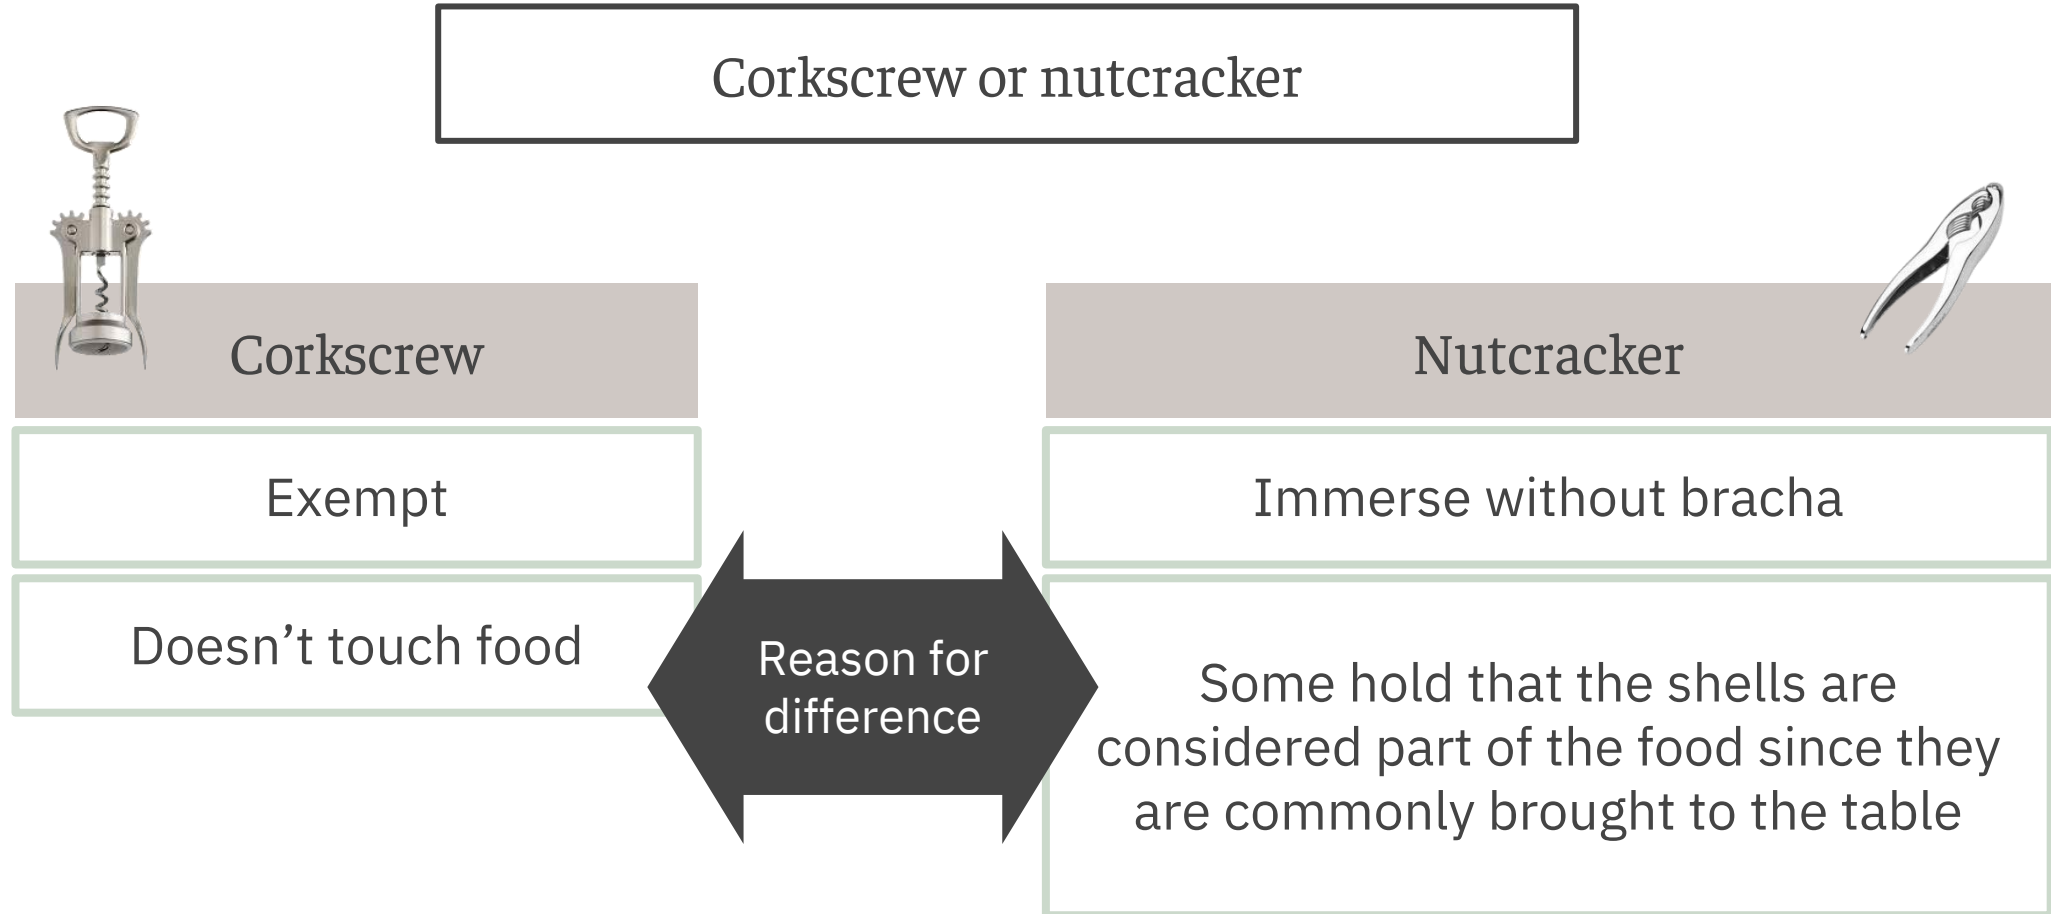 Corkscrew or nutcracker
Corkscrew
Exempt
Doesn’t touch food
Reason for
difference
Nutcracker
Immerse without bracha
Some hold that the shells are
considered part of the food since they
are commonly brought to the table